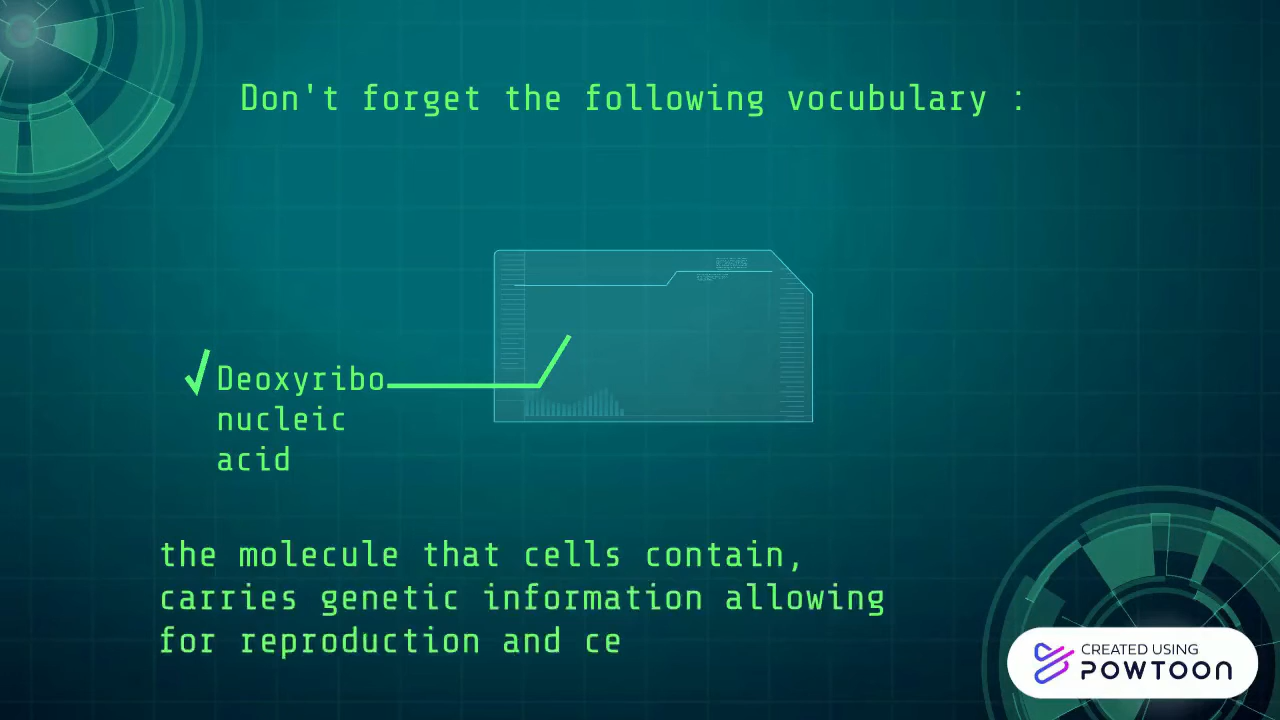 Don't forget the following vocubulary :
Deoxyribo
nucleic
acid
the molecule that cells contain,
carries genetic information allowing
for reproduction and ce
CREATED USING
POWTOON